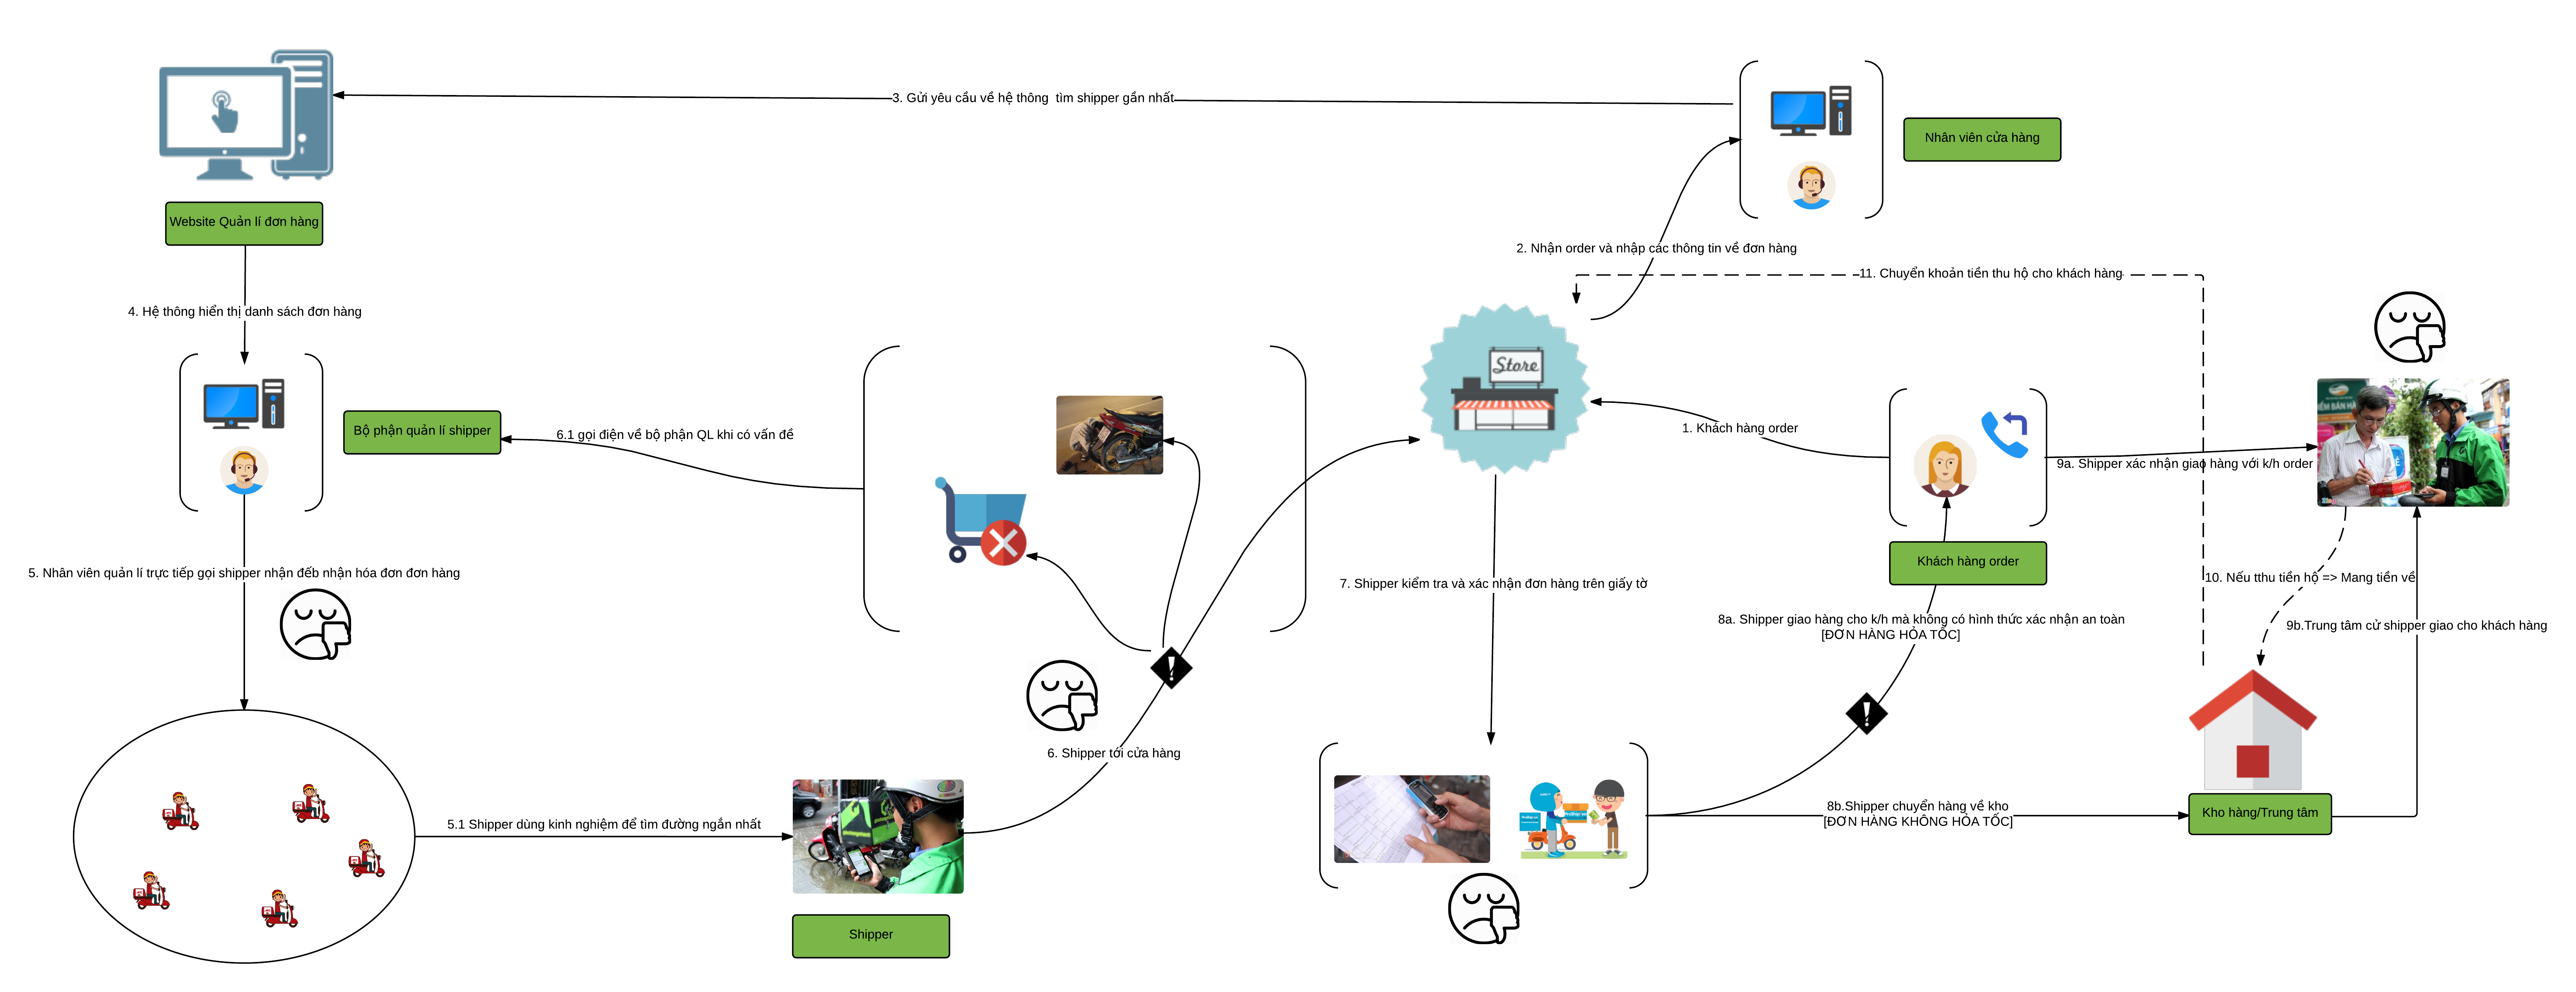 3. Gửi yêu cầu về hệ thông  tìm shipper gần nhất
Nhân viên cửa hàng
Website Quản lí đơn hàng
2. Nhận order và nhập các thông tin về đơn hàng
11. Chuyển khoản tiền thu hộ cho khách hàng
4. Hệ thông hiển thị danh sách đơn hàng
Store
Bộ phận quản lí shipper
6.1 gọi điện về bộ phận QL khi có vấn đề
1. Khách hàng order
9a. Shipper xác nhận giao hàng với k/h order
Khách hàng order
5. Nhân viên quản lí trực tiếp gọi shipper nhận đếb nhận hóa đơn đơn hàng
7. Shipper kiểm tra và xác nhận đơn hàng trên giấy tờ
10. Nếu tthu tiền hộ => Mang tiền về
8a. Shipper giao hàng cho k/h mà không có hình thức xác nhận an toàn
[ĐƠN HÀNG HỎA TỐC]
9b.Trung tâm cử shipper giao cho khách hàng
6. Shipper tới cửa hàng
8b.Shipper chuyển hàng về kho
[ĐƠN HÀNG KHÔNG HỎA TỐC]
Kho hàng/Trung tâm
5.1 Shipper dùng kinh nghiệm để tìm đường ngắn nhất
Shipper